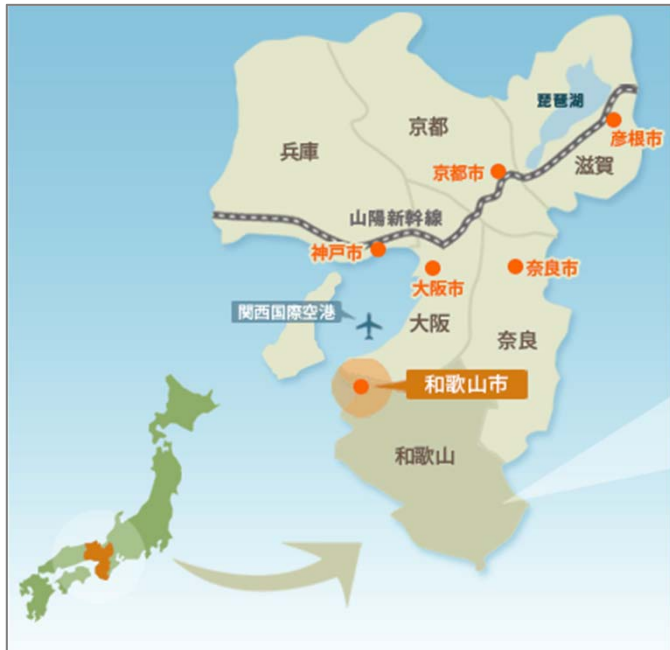 琵琶湖
京都
彦根市
兵庫
滋賀
京都市
山陽新幹線
神戸市
奈良市
大阪市
関西国際空港
大阪
奈良
和歌山市
和歌山